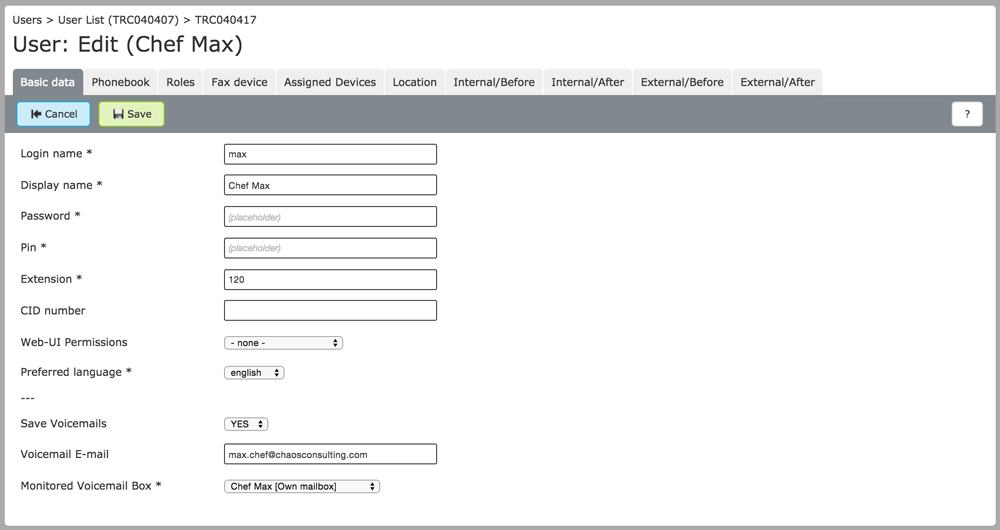 Users > User List (TRC040407) > TRC040417
User: Edit (Chef Max)
Basic data Phonebook Roles Fax device Assigned Devices Location Internal/Before Internal/After External/Before External/After
Cancel Save ?
Login name * max
Display name * Chef Max
Password * (placeholder)
Pin * (placeholder)
Extension * 120
CID number
Web-UI Permissions - none -
Preferred language * english
---
Save Voicemails YES
Voicemail E-mail max.chef@chaosconsulting.com
Monitored Voicemail Box * Chef Max [Own mailbox]